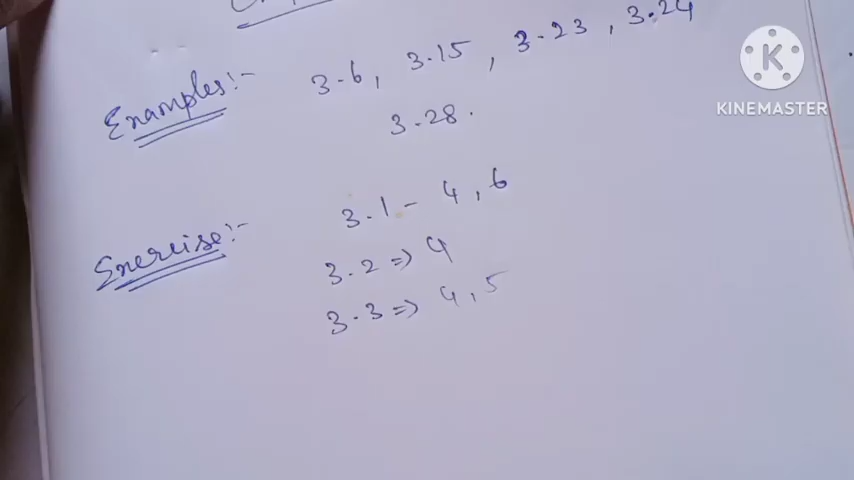 Examples:- 3.6, 3.15, 3.23, 3.24
3.28.
Exercise:- 3.1 - 4, 6
3.2 => 4
3.3 => 4, 5
KINEMASTER